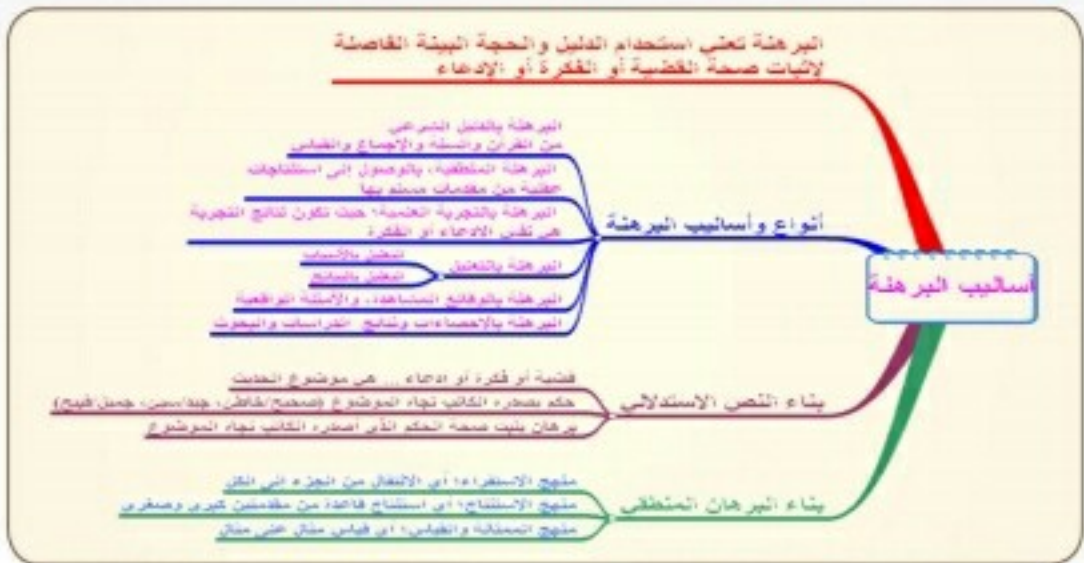 البرهنة تعني استخدام الدليل والحجة البينة الفاصلة
لإثبات صحة القضية أو الفكرة أو الإدعاء
البرهنة بالدليل الشرعي
من القرآن والسنة والإجماع والقياس
البرهنة المنطقية، بالوصول إلى استنتاجات
عقلية من مقدمات مسلم بها
البرهنة بالتجربة العلمية؛ حيث تكون نتائج التجربة
هي نفس الادعاء أو الفكرة
أنواع وأساليب البرهنة
البرهنة بالتعليل
التعليل بالأسباب
التعليل بالنتائج
البرهنة بالوقائع المشاهدة، والأمثلة الواقعية
البرهنة بالإحصاءات ونتائج الدراسات والبحوث
أساليب البرهنة
قضية أو فكرة أو ادعاء ... هي موضوع الحديث
حكم يصدره الكاتب تجاه الموضوع (صحيح/خاطئ، جيد/سيئ، جميل/قبيح)
برهان يثبت صحة الحكم الذي أصدره الكاتب تجاه الموضوع
بناء النص الاستدلالي
منهج الاستقراء؛ أي الانتقال من الجزء إلى الكل
منهج الاستنتاج؛ أي استنتاج قاعدة من مقدمتين كبرى وصغرى
منهج المماثلة والقياس؛ أي قياس مثال على مثال
بناء البرهان المنطقي